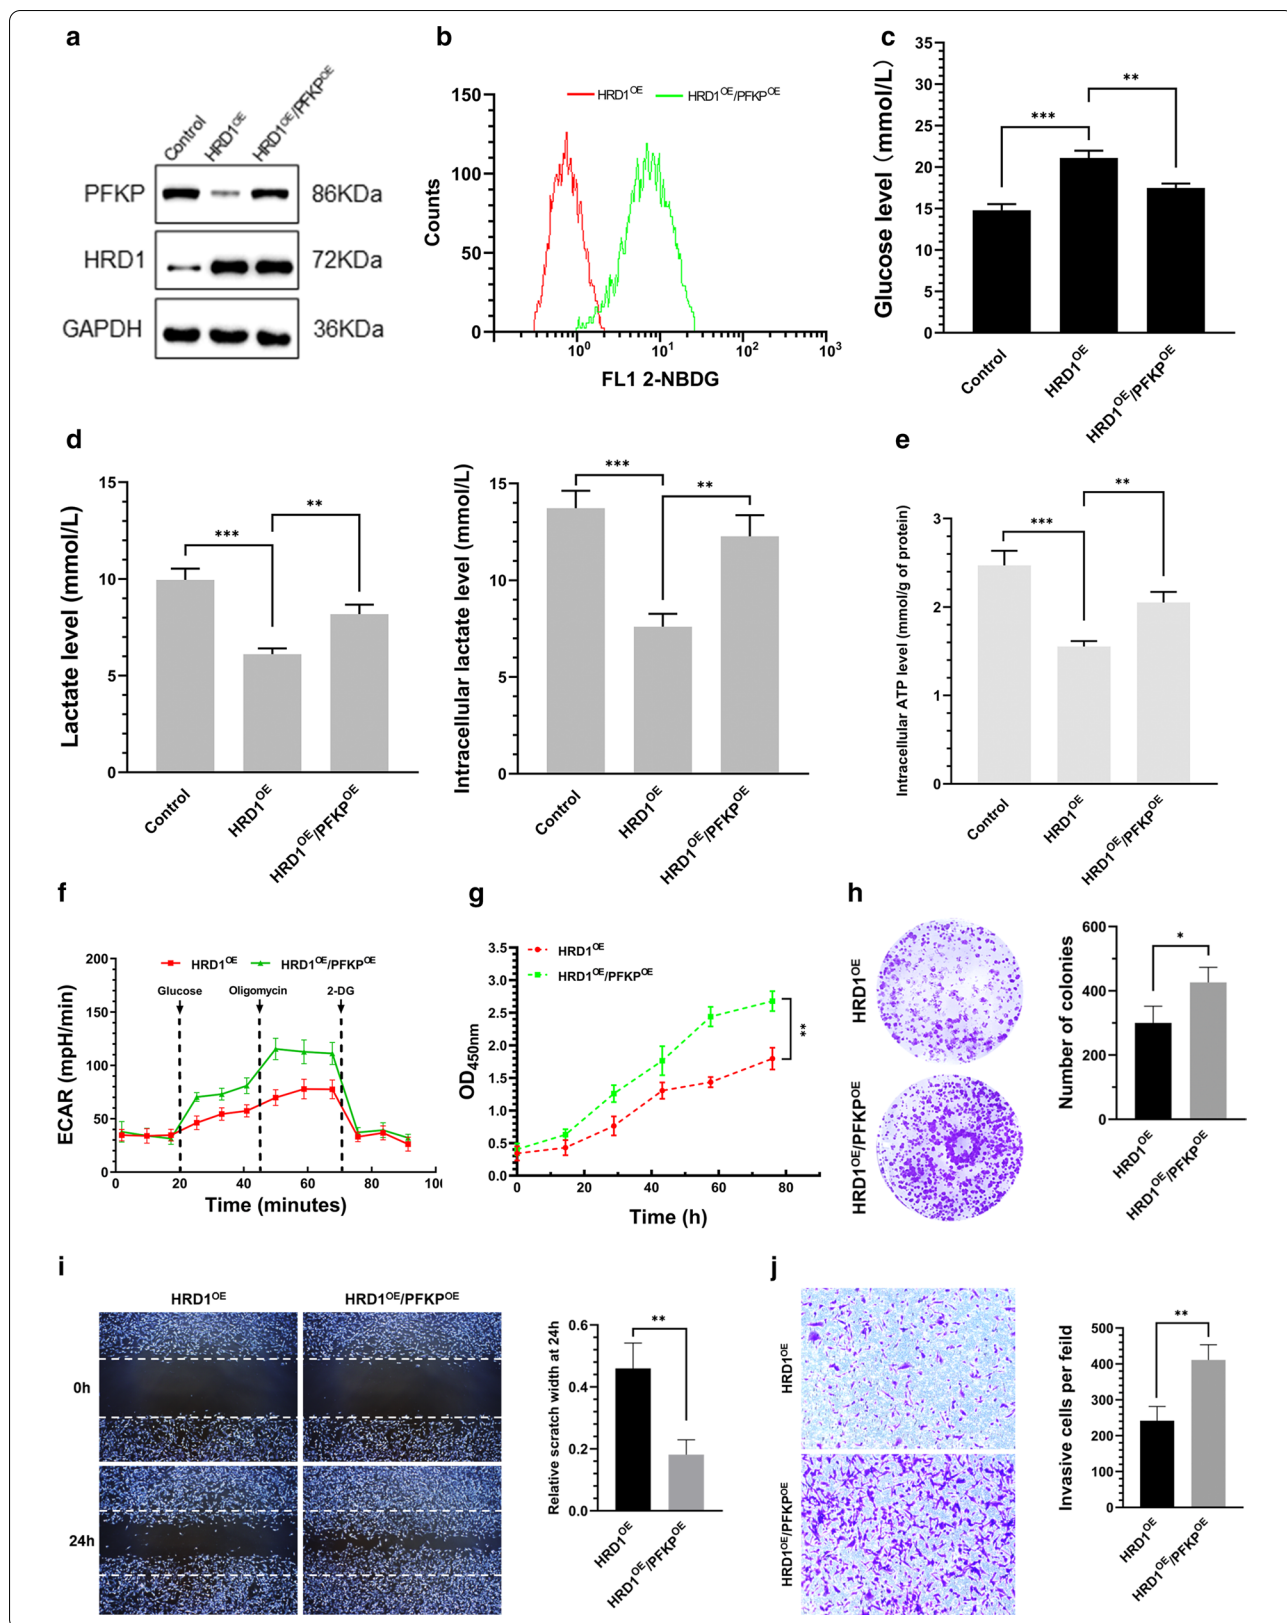 a
Control
HRD1OE
HRD1OE/PFKPOE
PFKP
86KDa
HRD1
72KDa
GAPDH
36KDa
b
HRD1OE
HRD1OE/PFKPOE
150
100
50
0
Counts
100
101
102
103
FL1 2-NBDG
c
35
30
25
20
15
10
5
0
Glucose level (mmol/L)
***
**
Control
HRD1OE
HRD1OE/PFKPOE
d
15
10
5
0
Lactate level (mmol/L)
***
**
Control
HRD1OE
HRD1OE/PFKPOE
15
10
5
0
Intracellular lactate level (mmol/L)
***
**
Control
HRD1OE
HRD1OE/PFKPOE
e
3
2
1
0
Intracellular ATP level (mmol/g of protein)
***
**
Control
HRD1OE
HRD1OE/PFKPOE
f
HRD1OE
HRD1OE/PFKPOE
200
150
100
50
0
ECAR (mpH/min)
Glucose
Oligomycin
2-DG
0
20
40
60
80
100
Time (minutes)
g
HRD1OE
HRD1OE/PFKPOE
3.5
3.0
2.5
2.0
1.5
1.0
0.5
0.0
OD450nm
**
0
20
40
60
80
Time (h)
h
HRD1OE
HRD1OE/PFKPOE
600
400
200
0
Number of colonies
*
HRD1OE
HRD1OE/PFKPOE
i
HRD1OE
HRD1OE/PFKPOE
0h
24h
0.6
0.4
0.2
0.0
Relative scratch width at 24h
**
HRD1OE
HRD1OE/PFKPOE
j
HRD1OE
HRD1OE/PFKPOE
500
400
300
200
100
0
Invasive cells per feild
**
HRD1OE
HRD1OE/PFKPOE